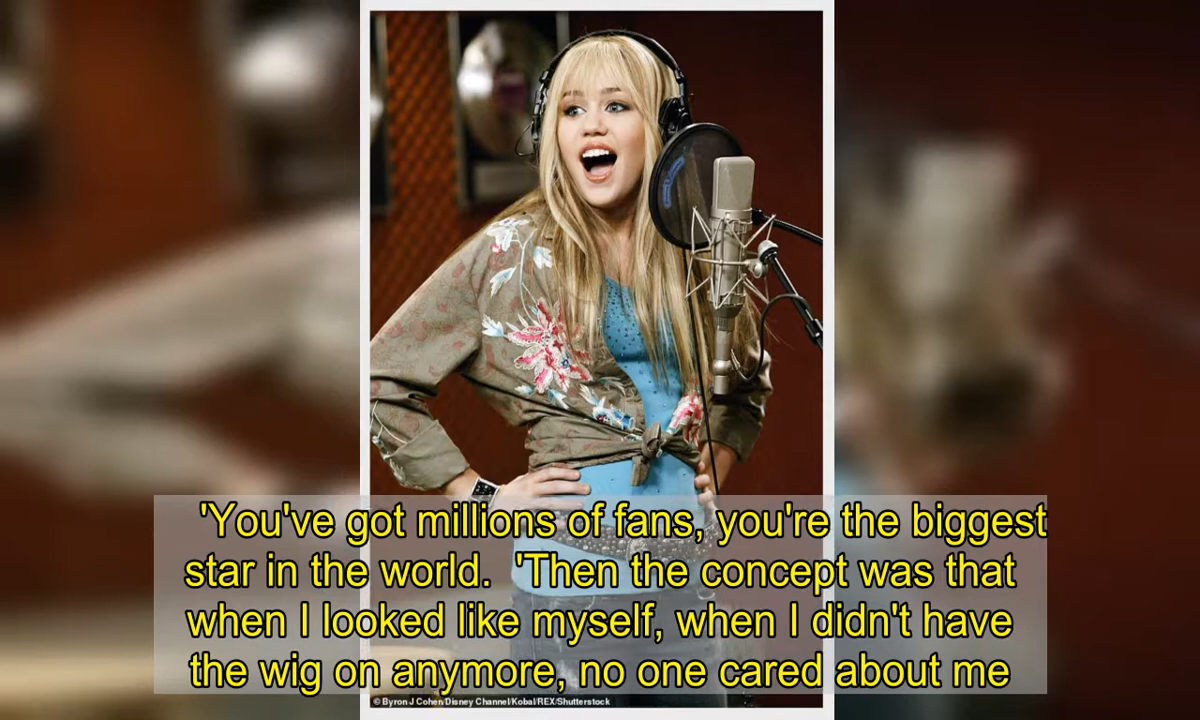 'You've got millions of fans, you're the biggest
star in the world.  'Then the concept was that
when I looked like myself, when I didn't have
the wig on anymore, no one cared about me
© Byron J Cohen/Disney Channel/Kobal/REX/Shutterstock